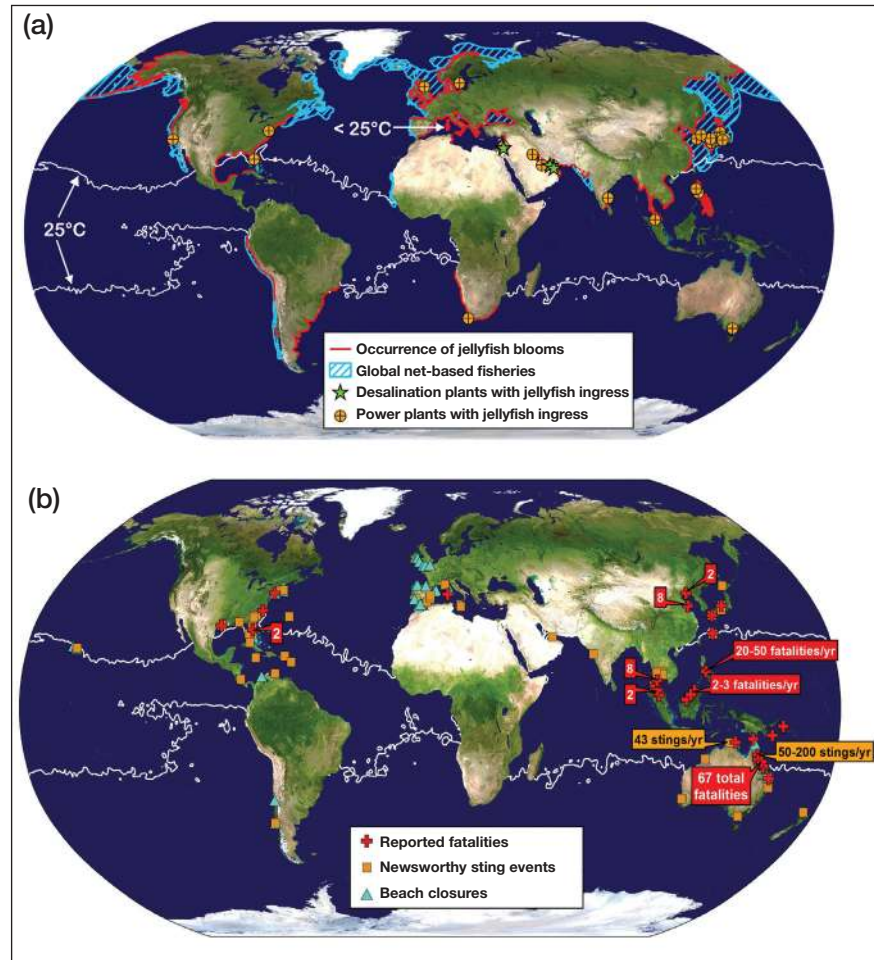 (a)
< 25°C
25°C
Occurrence of jellyfish blooms
Global net-based fisheries
Desalination plants with jellyfish ingress
Power plants with jellyfish ingress
(b)
2
8
2
20-50 fatalities/yr
8
2-3 fatalities/yr
2
43 stings/yr
50-200 stings/yr
67 total
fatalities
Reported fatalities
Newsworthy sting events
Beach closures